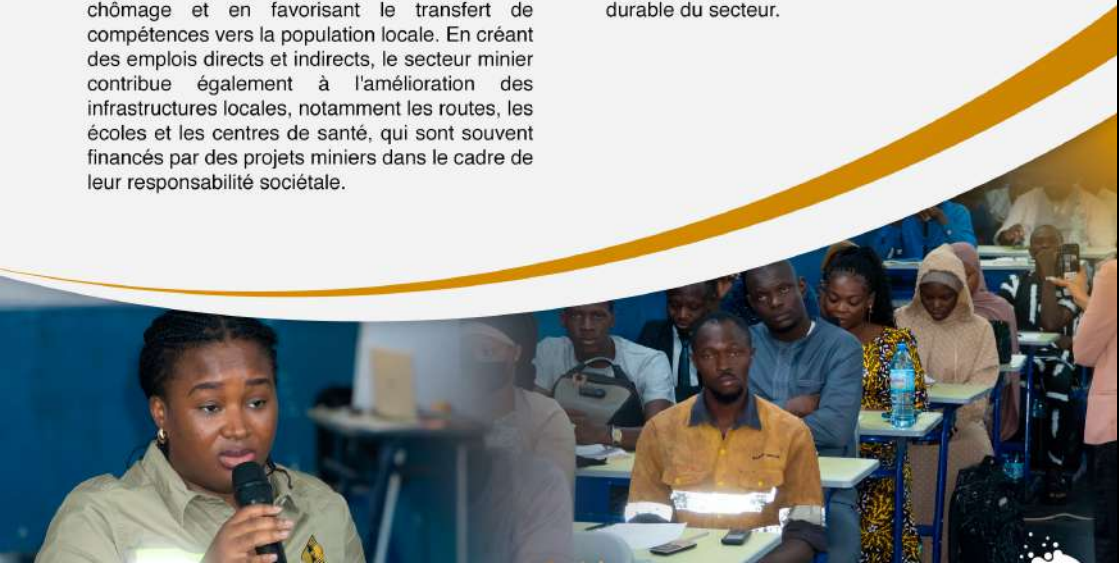 chômage et en favorisant le transfert de
compétences vers la population locale. En créant
des emplois directs et indirects, le secteur minier
contribue également à l'amélioration des
infrastructures locales, notamment les routes, les
écoles et les centres de santé, qui sont souvent
financés par des projets miniers dans le cadre de
leur responsabilité sociétale.
durable du secteur.